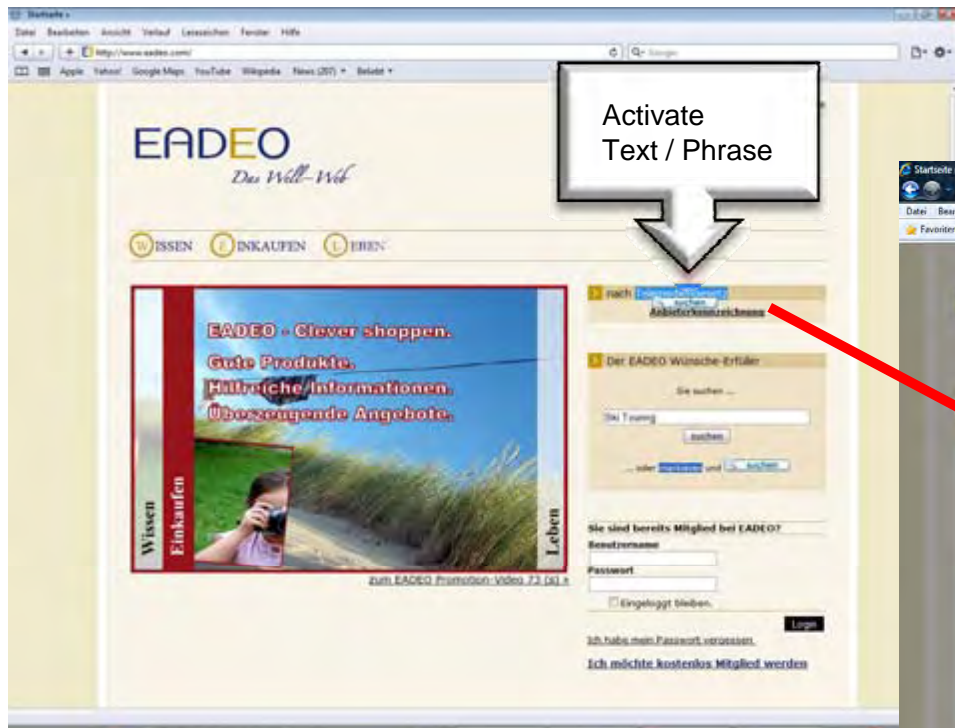 Startseite »
Datei Bearbeiten Ansicht Verlauf Lesezeichen Fenster Hilfe
http://www.eadeo.com/
Google
Apple Yahoo! Google Maps YouTube Wikipedia News (207) Beliebt
Activate
Text / Phrase
EADEO
Das Well-Web
WISSEN EINKAUFEN LEBEN
nach
suchen
Anbieterkennzeichnung
EADEO - Clever shoppen.
Gute Produkte.
Hilfreiche Informationen.
Überzeugende Angebote.
Wissen
Einkaufen
Leben
zum EADEO Promotion-Video 73 (s) »
Der EADEO Wünsche-Erfüller
Sie suchen ...
Ski Touring
suchen
... oder markieren und suchen
Sie sind bereits Mitglied bei EADEO?
Benutzername
Passwort
Eingeloggt bleiben.
Login
Ich habe mein Passwort vergessen.
Ich möchte kostenlos Mitglied werden
Startseite
Datei
Favoriten